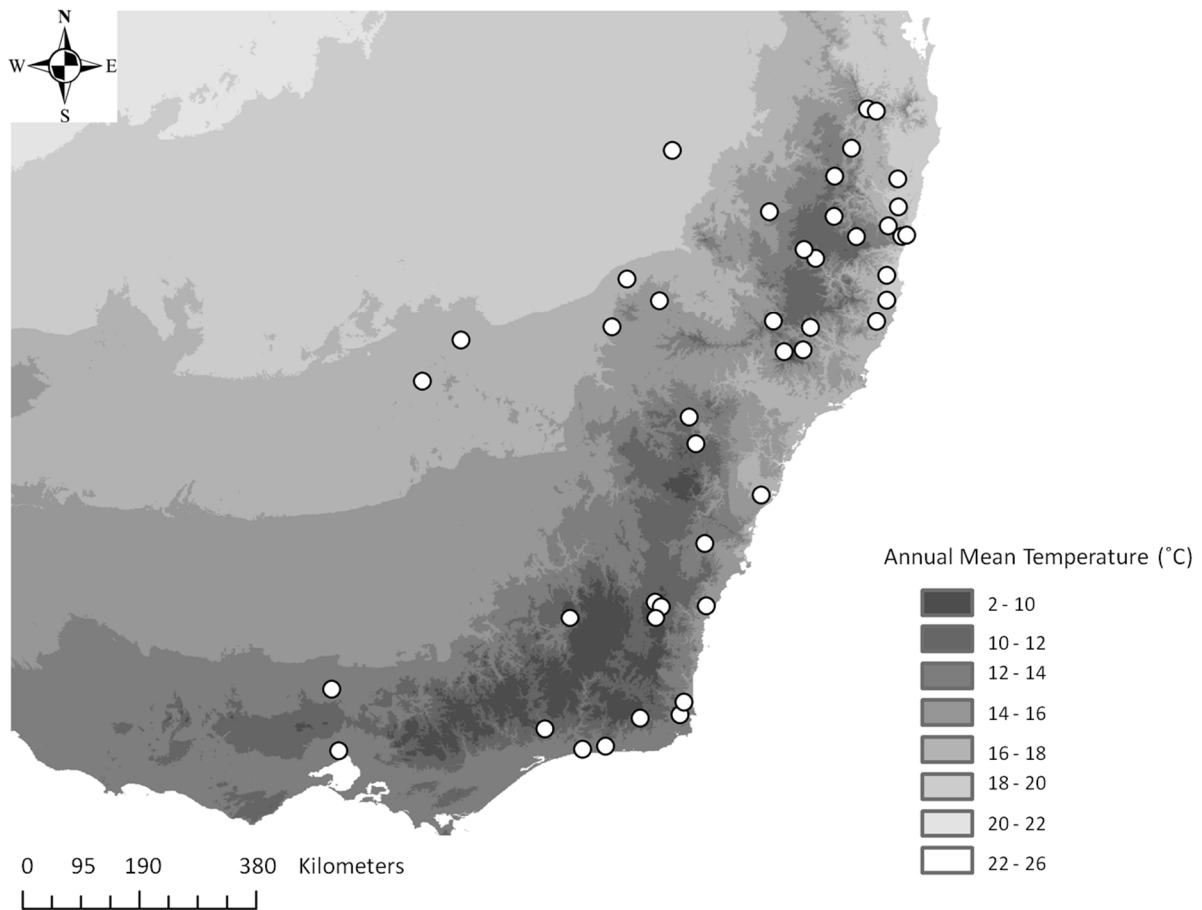 N
W E
S
Annual Mean Temperature (˚C)
2 - 10
10 - 12
12 - 14
14 - 16
16 - 18
18 - 20
20 - 22
22 - 26
0 95 190 380 Kilometers